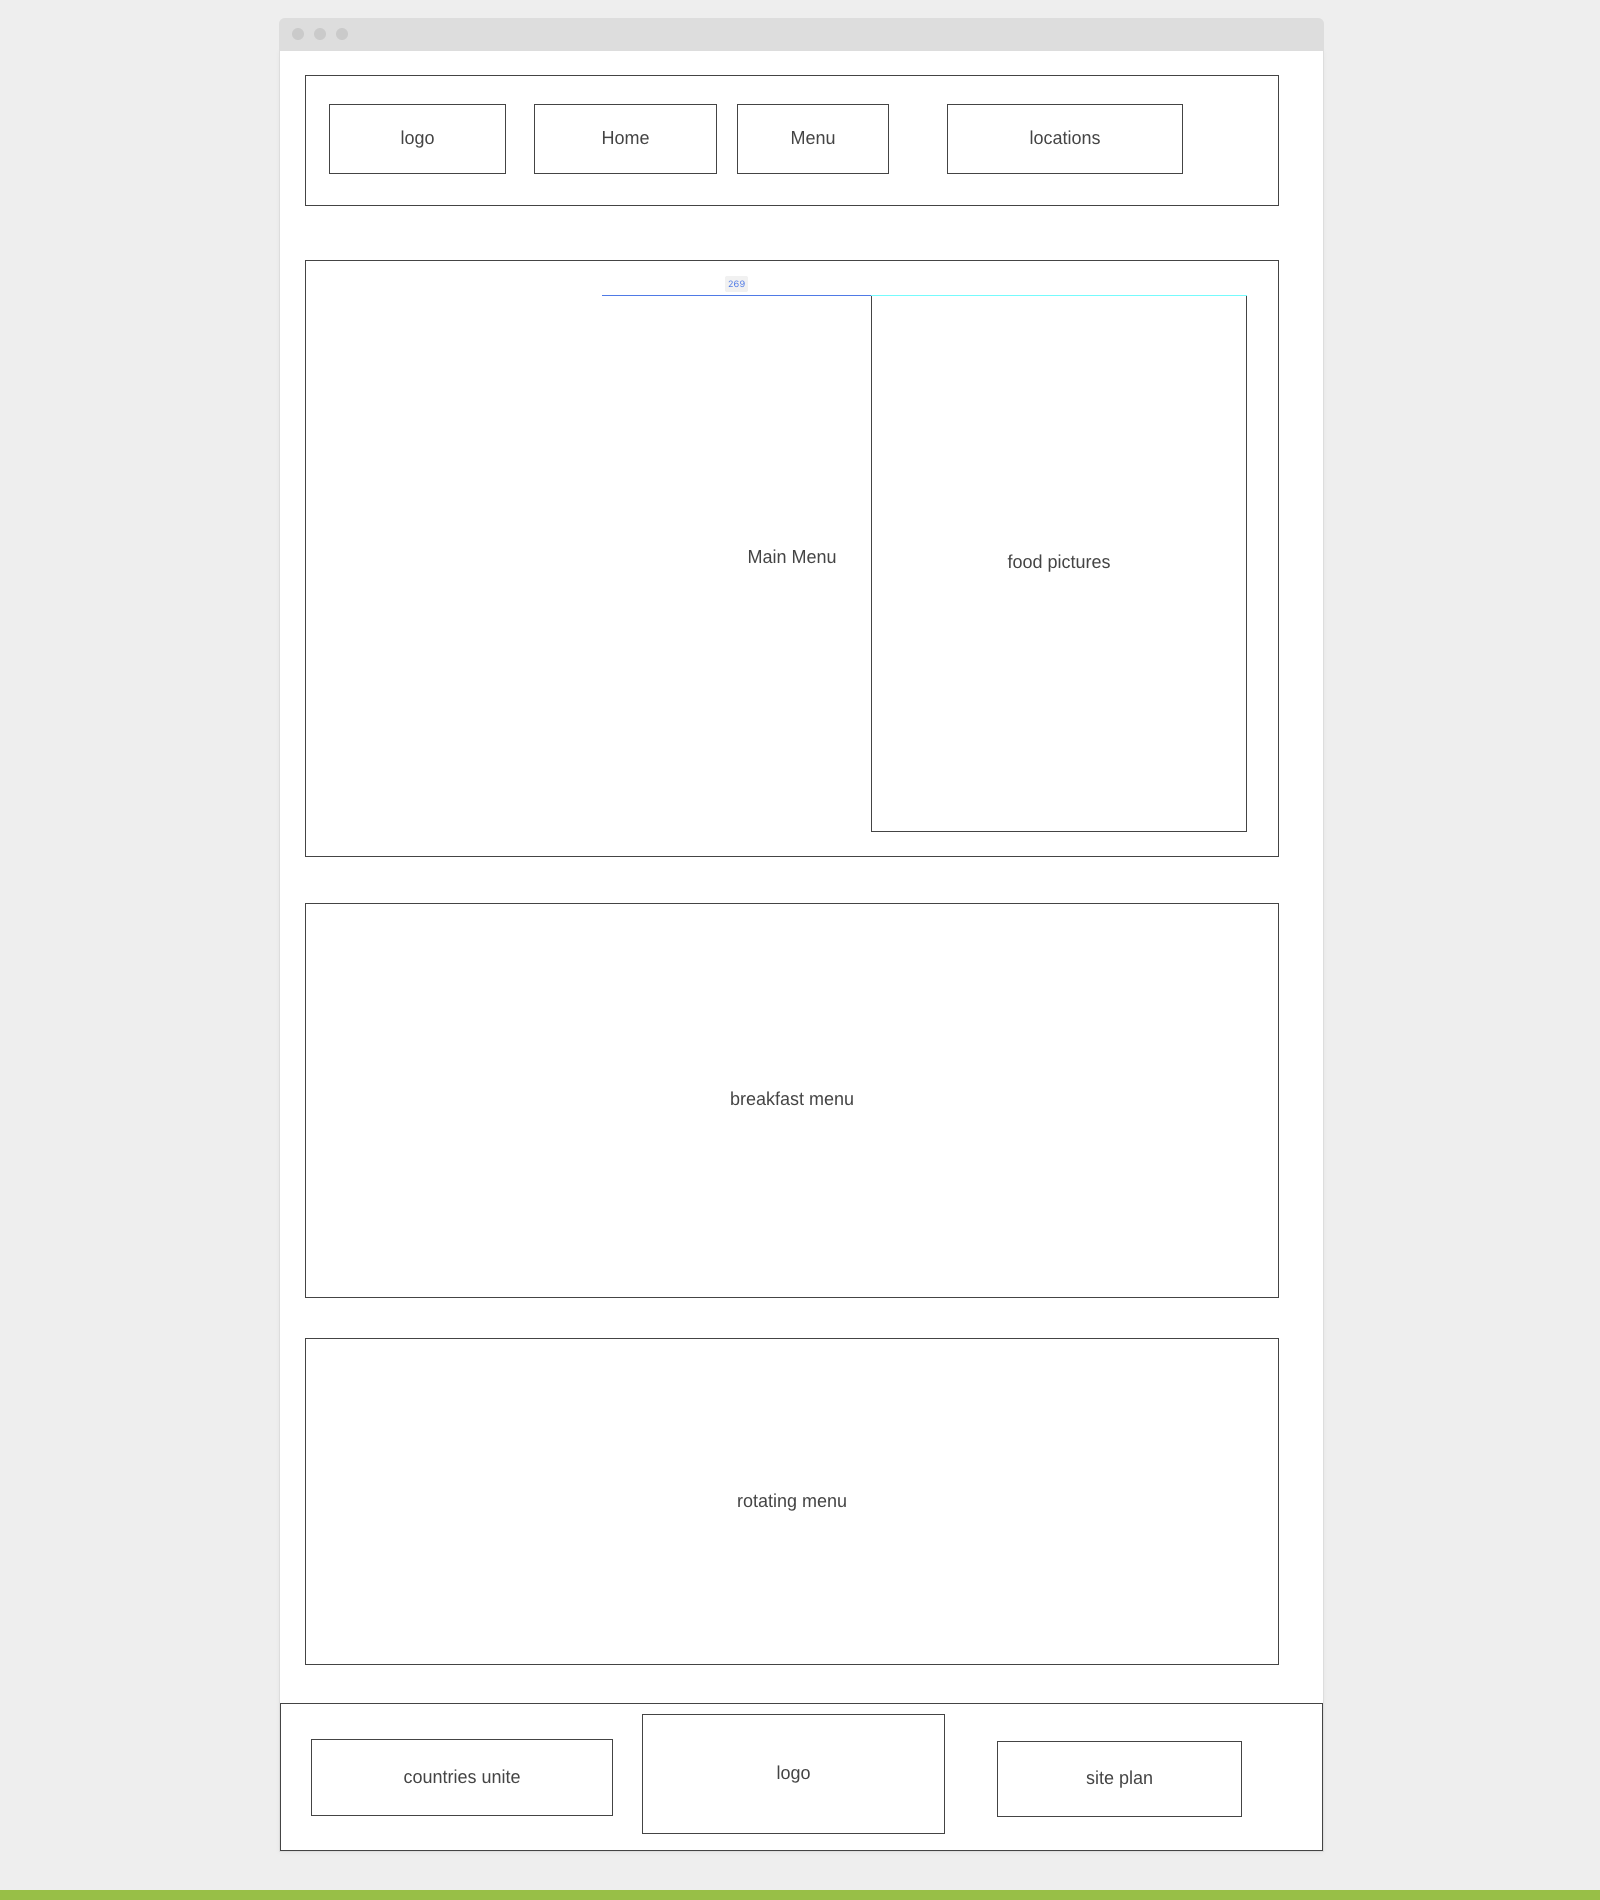 logo
Home
Menu
locations
269
Main Menu
food pictures
breakfast menu
rotating menu
countries unite
logo
site plan